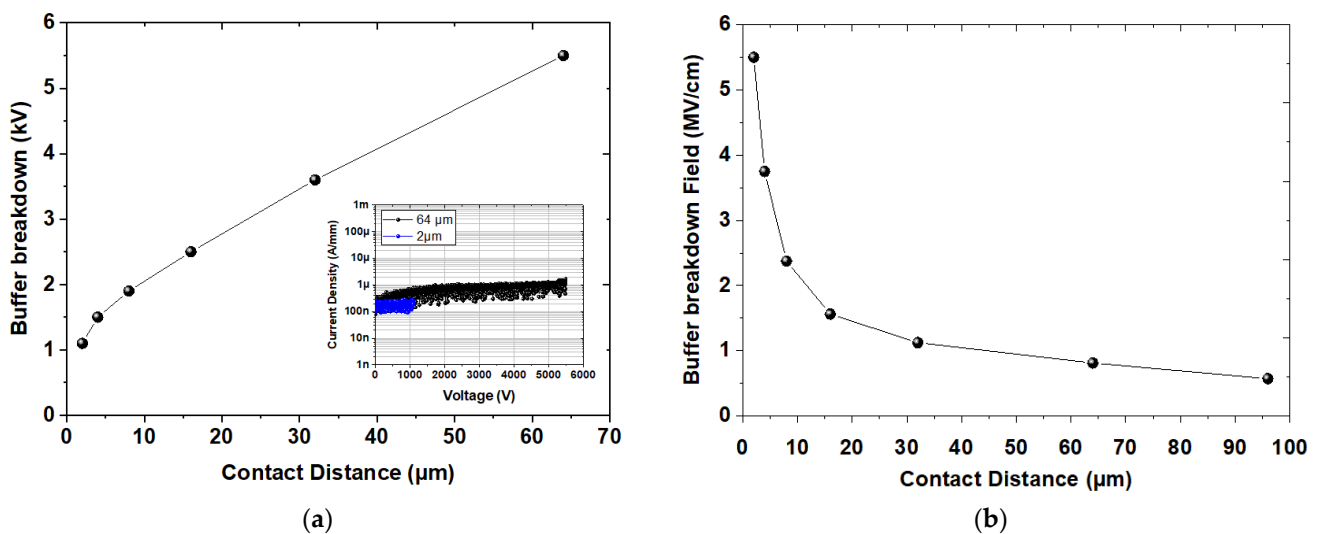 6
5
4
3
2
1
0
Buffer breakdown (kV)
0 10 20 30 40 50 60 70
Contact Distance (μm)
1m
100μ
10μ
1μ
100n
10n
1n
Current Density (A/mm)
64 μm
2μm
0 1000 2000 3000 4000 5000 6000
Voltage (V)
(a)
6
5
4
3
2
1
0
Buffer breakdown Field (MV/cm)
0 10 20 30 40 50 60 70 80 90 100
Contact Distance (μm)
(b)